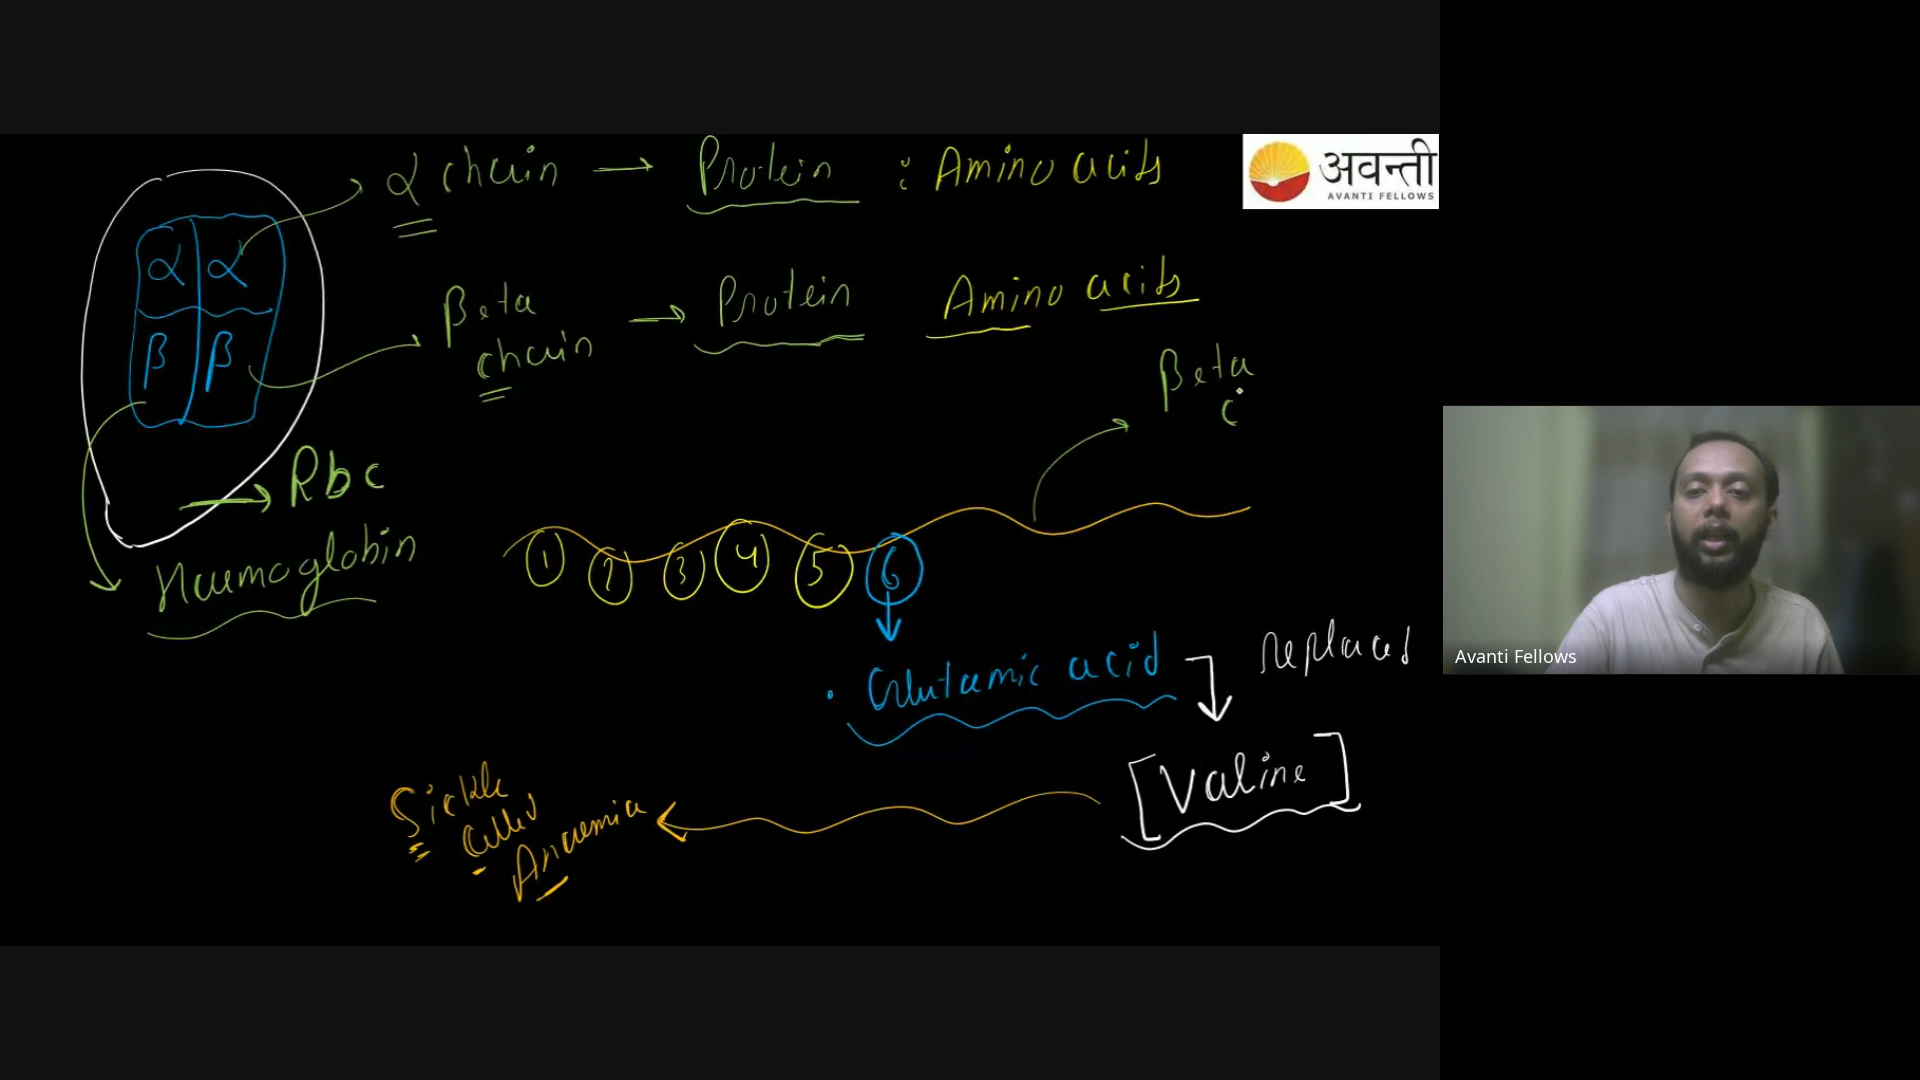 α chain → Protein : Amino acids
अवन्ती
AVANTI FELLOWS
α α
β β
Beta chain → Protein Amino acids
Beta
c
→ Rbc
Haemoglobin
1 2 3 4 5 6
Glutamic acid
replaced
[Valine]
Sickle
Celled
Anaemia
Avanti Fellows